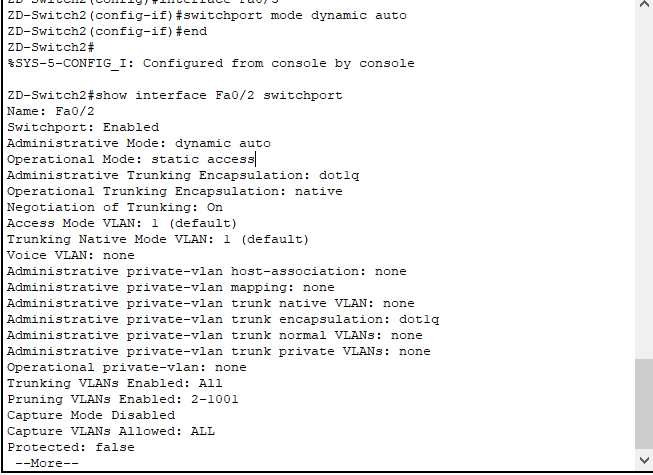 ZD-Switch2(config)#interface Fa0/3
ZD-Switch2(config-if)#switchport mode dynamic auto
ZD-Switch2(config-if)#end
ZD-Switch2#
%SYS-5-CONFIG_I: Configured from console by console
ZD-Switch2#show interface Fa0/2 switchport
Name: Fa0/2
Switchport: Enabled
Administrative Mode: dynamic auto
Operational Mode: static access
Administrative Trunking Encapsulation: dot1q
Operational Trunking Encapsulation: native
Negotiation of Trunking: On
Access Mode VLAN: 1 (default)
Trunking Native Mode VLAN: 1 (default)
Voice VLAN: none
Administrative private-vlan host-association: none
Administrative private-vlan mapping: none
Administrative private-vlan trunk native VLAN: none
Administrative private-vlan trunk encapsulation: dot1q
Administrative private-vlan trunk normal VLANs: none
Administrative private-vlan trunk private VLANs: none
Operational private-vlan: none
Trunking VLANs Enabled: All
Pruning VLANs Enabled: 2-1001
Capture Mode Disabled
Capture VLANs Allowed: ALL
Protected: false
--More--